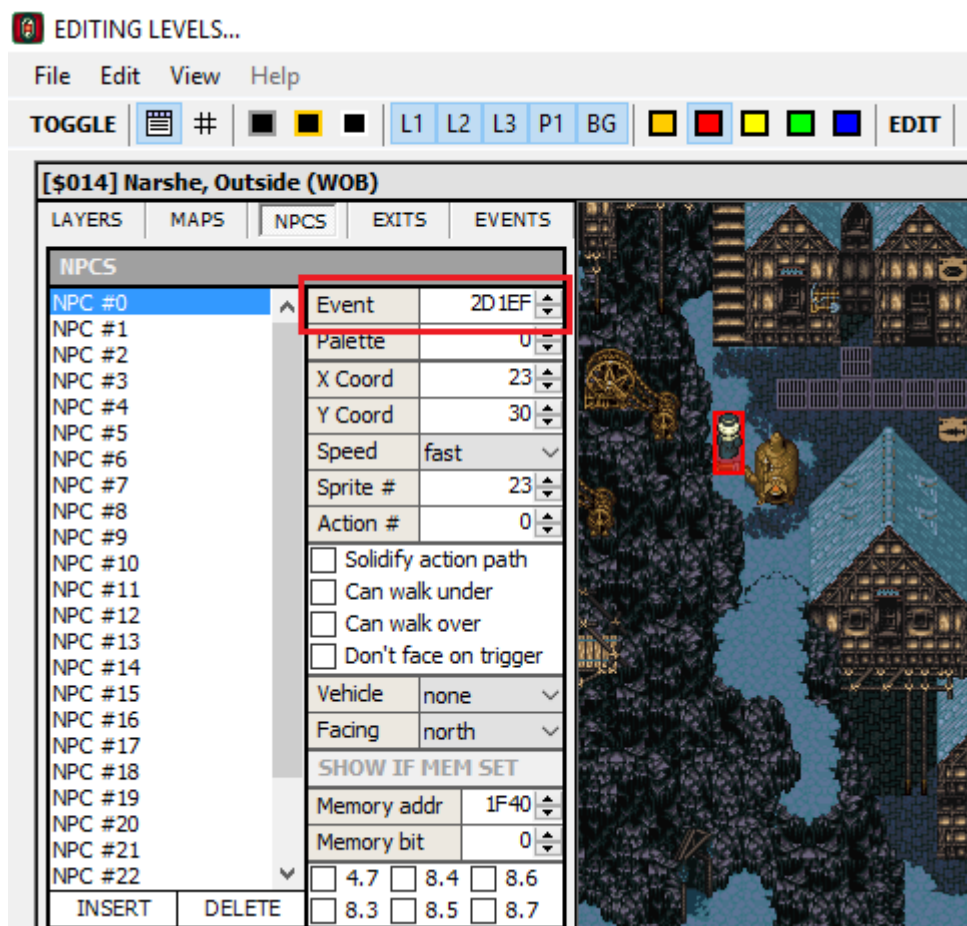 EDITING LEVELS...
File Edit View Help
TOGGLE # L1 L2 L3 P1 BG EDIT
[$014] Narshe, Outside (WOB)
LAYERS MAPS NPCS EXITS EVENTS
NPCS
NPC #0 Event 2D1EF
NPC #1
NPC #2 Palette 0
NPC #3 X Coord 23
NPC #4 Y Coord 30
NPC #5
NPC #6 Speed fast
NPC #7 Sprite # 23
NPC #8
NPC #9 Action # 0
NPC #10 Solidify action path
NPC #11 Can walk under
NPC #12 Can walk over
NPC #13
NPC #14 Don't face on trigger
NPC #15 Vehicle none
NPC #16
NPC #17 Facing north
NPC #18 SHOW IF MEM SET
NPC #19 Memory addr 1F40
NPC #20
NPC #21 Memory bit 0
NPC #22 4.7 8.4 8.6
INSERT DELETE 8.3 8.5 8.7